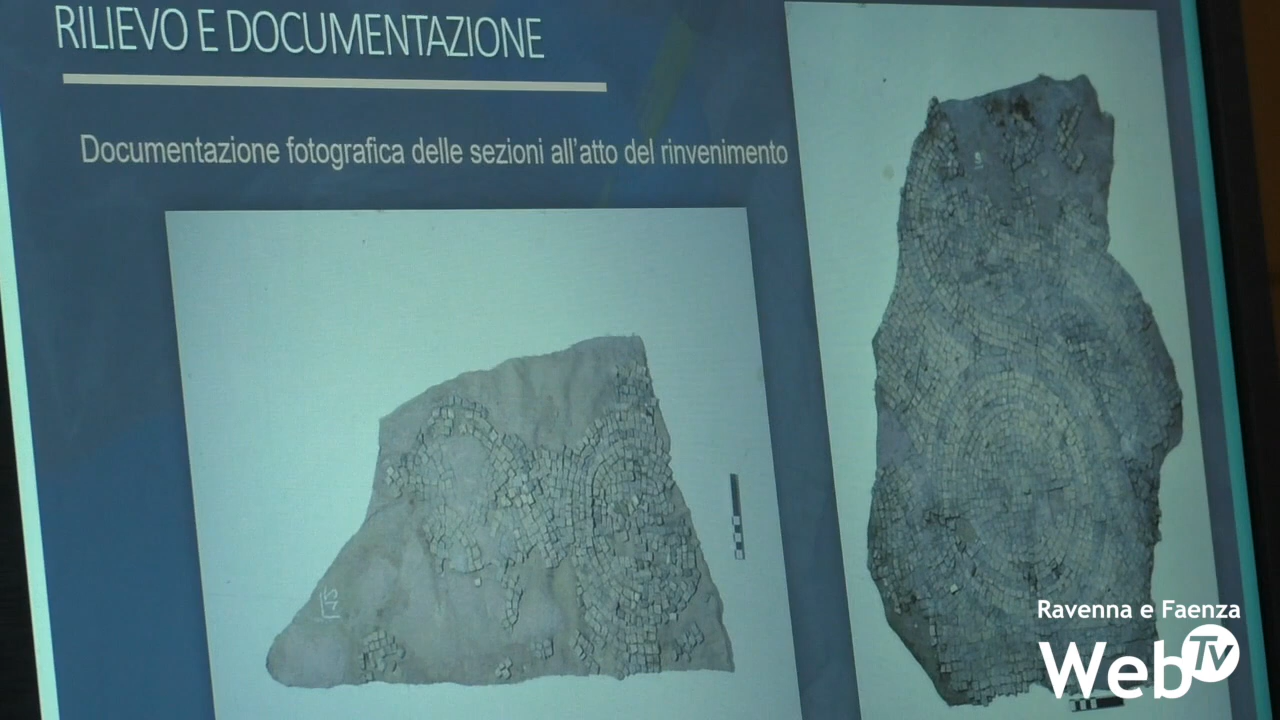 RILIEVO E DOCUMENTAZIONE
Documentazione fotografica delle sezioni all'atto del rinvenimento
Ravenna e Faenza
WebTV